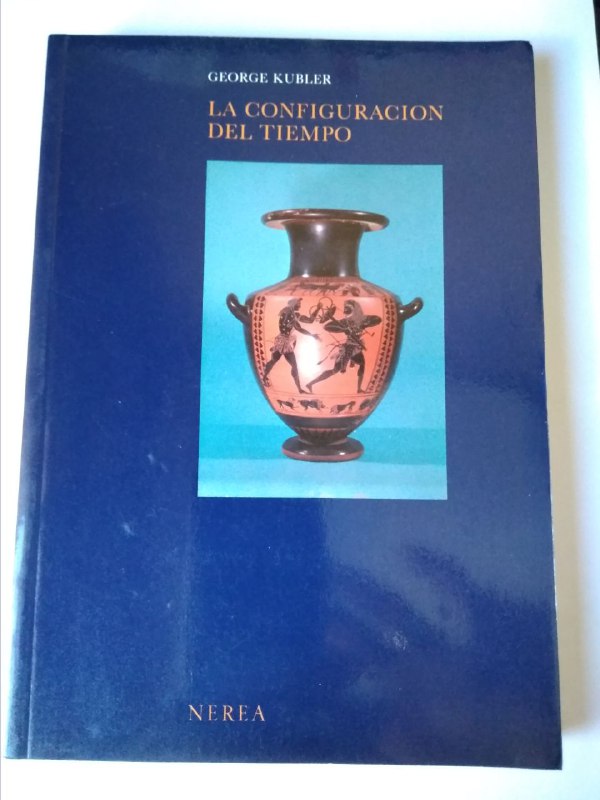 GEORGE KUBLER
LA CONFIGURACION
DEL TIEMPO
NEREA